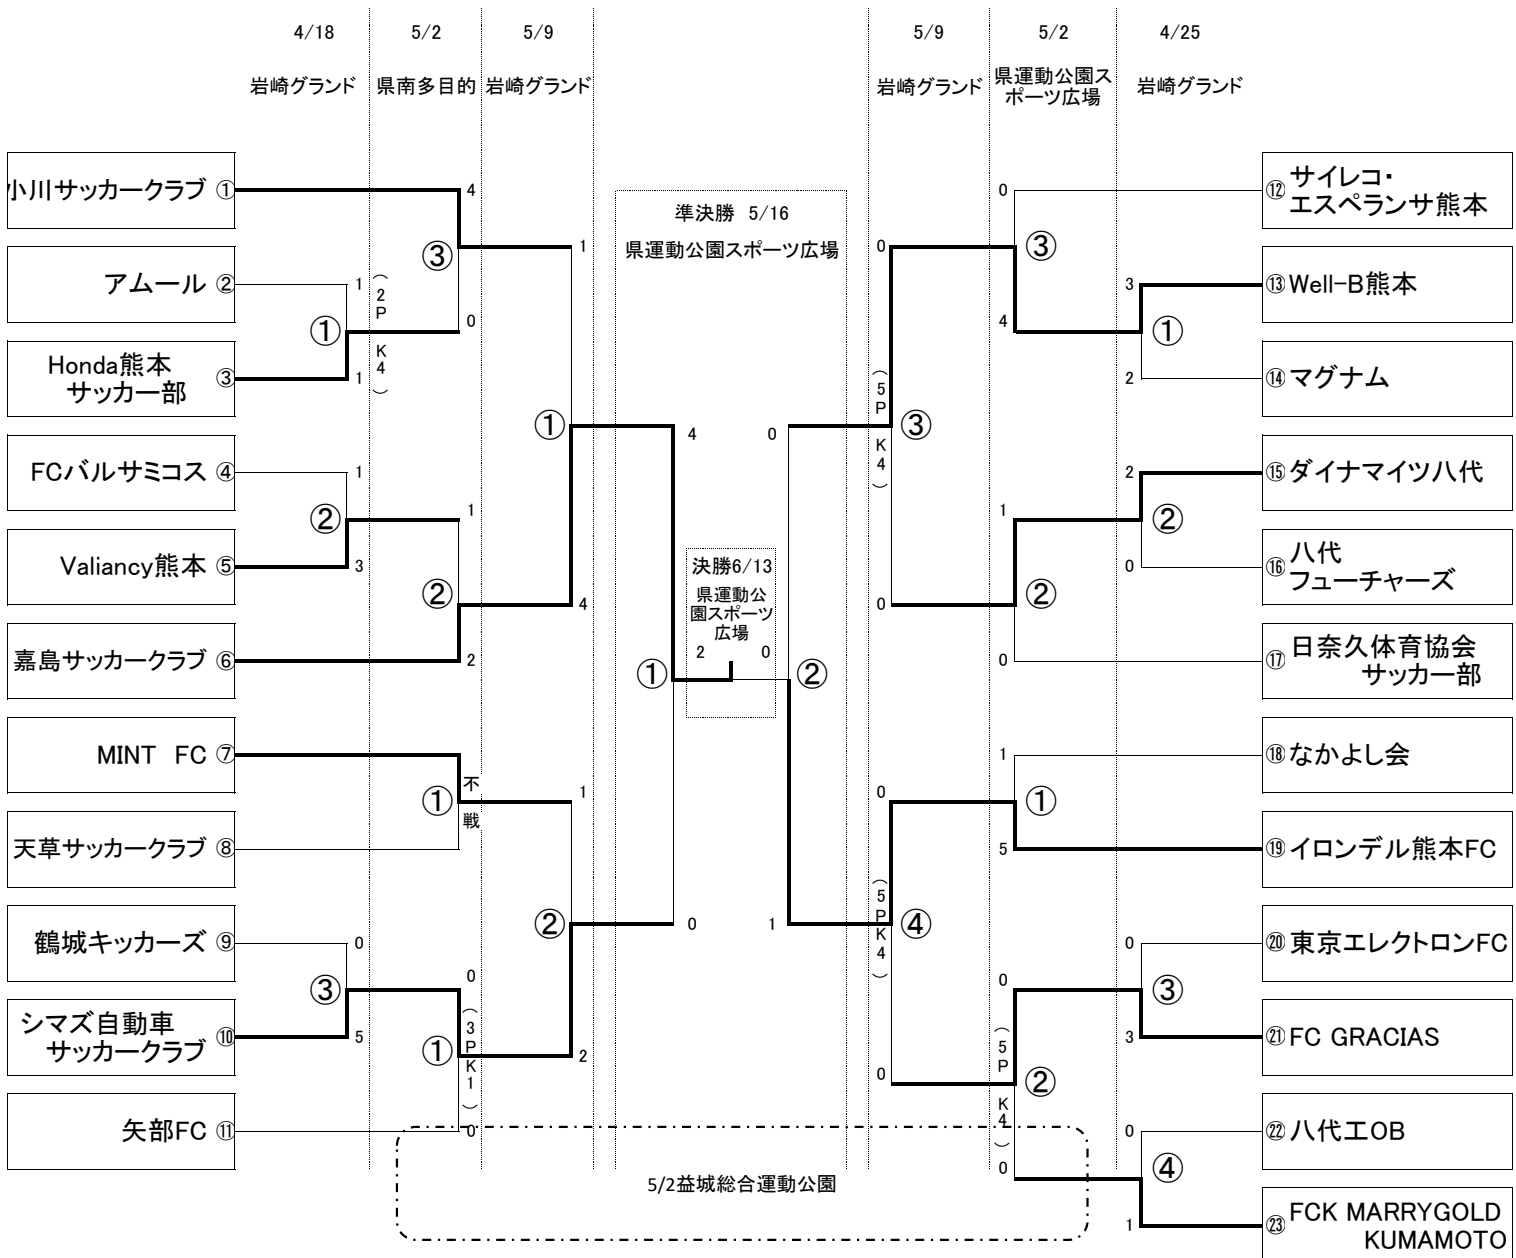 4/18
5/2
5/9
5/9
5/2
4/25
岩崎グランド
県南多目的
岩崎グランド
岩崎グランド
県運動公園ス
ポーツ広場
岩崎グランド
準決勝 5/16
県運動公園スポーツ広場
決勝6/13
県運動公
園スポーツ
広場
2 0
① ②
4 0
0 1
小川サッカークラブ ①
アムール ②
Honda熊本
サッカー部 ③
FCバルサミコス ④
Valiancy熊本 ⑤
嘉島サッカークラブ ⑥
MINT FC ⑦
天草サッカークラブ ⑧
鶴城キッカーズ ⑨
シマズ自動車
サッカークラブ ⑩
矢部FC ⑪
1
①
1
(2PK4)
1
②
3
0
③
5
4
③
0
1
②
2
①
不戦
0
①
(3PK1)
0
1
①
4
1
②
2
0
③
(5PK4)
0
0
④
(5PK4)
0
0
③
4
1
②
0
1
①
5
0
②
(5PK4)
0
3
①
2
2
②
0
0
③
3
0
④
1
⑫ サイレコ・
エスペランサ熊本
⑬ Well-B熊本
⑭ マグナム
⑮ ダイナマイツ八代
⑯ 八代
フューチャーズ
⑰ 日奈久体育協会
サッカー部
⑱ なかよし会
⑲ イロンデル熊本FC
⑳ 東京エレクトロンFC
㉑ FC GRACIAS
㉒ 八代工OB
㉓ FCK MARRYGOLD
KUMAMOTO
5/2益城総合運動公園